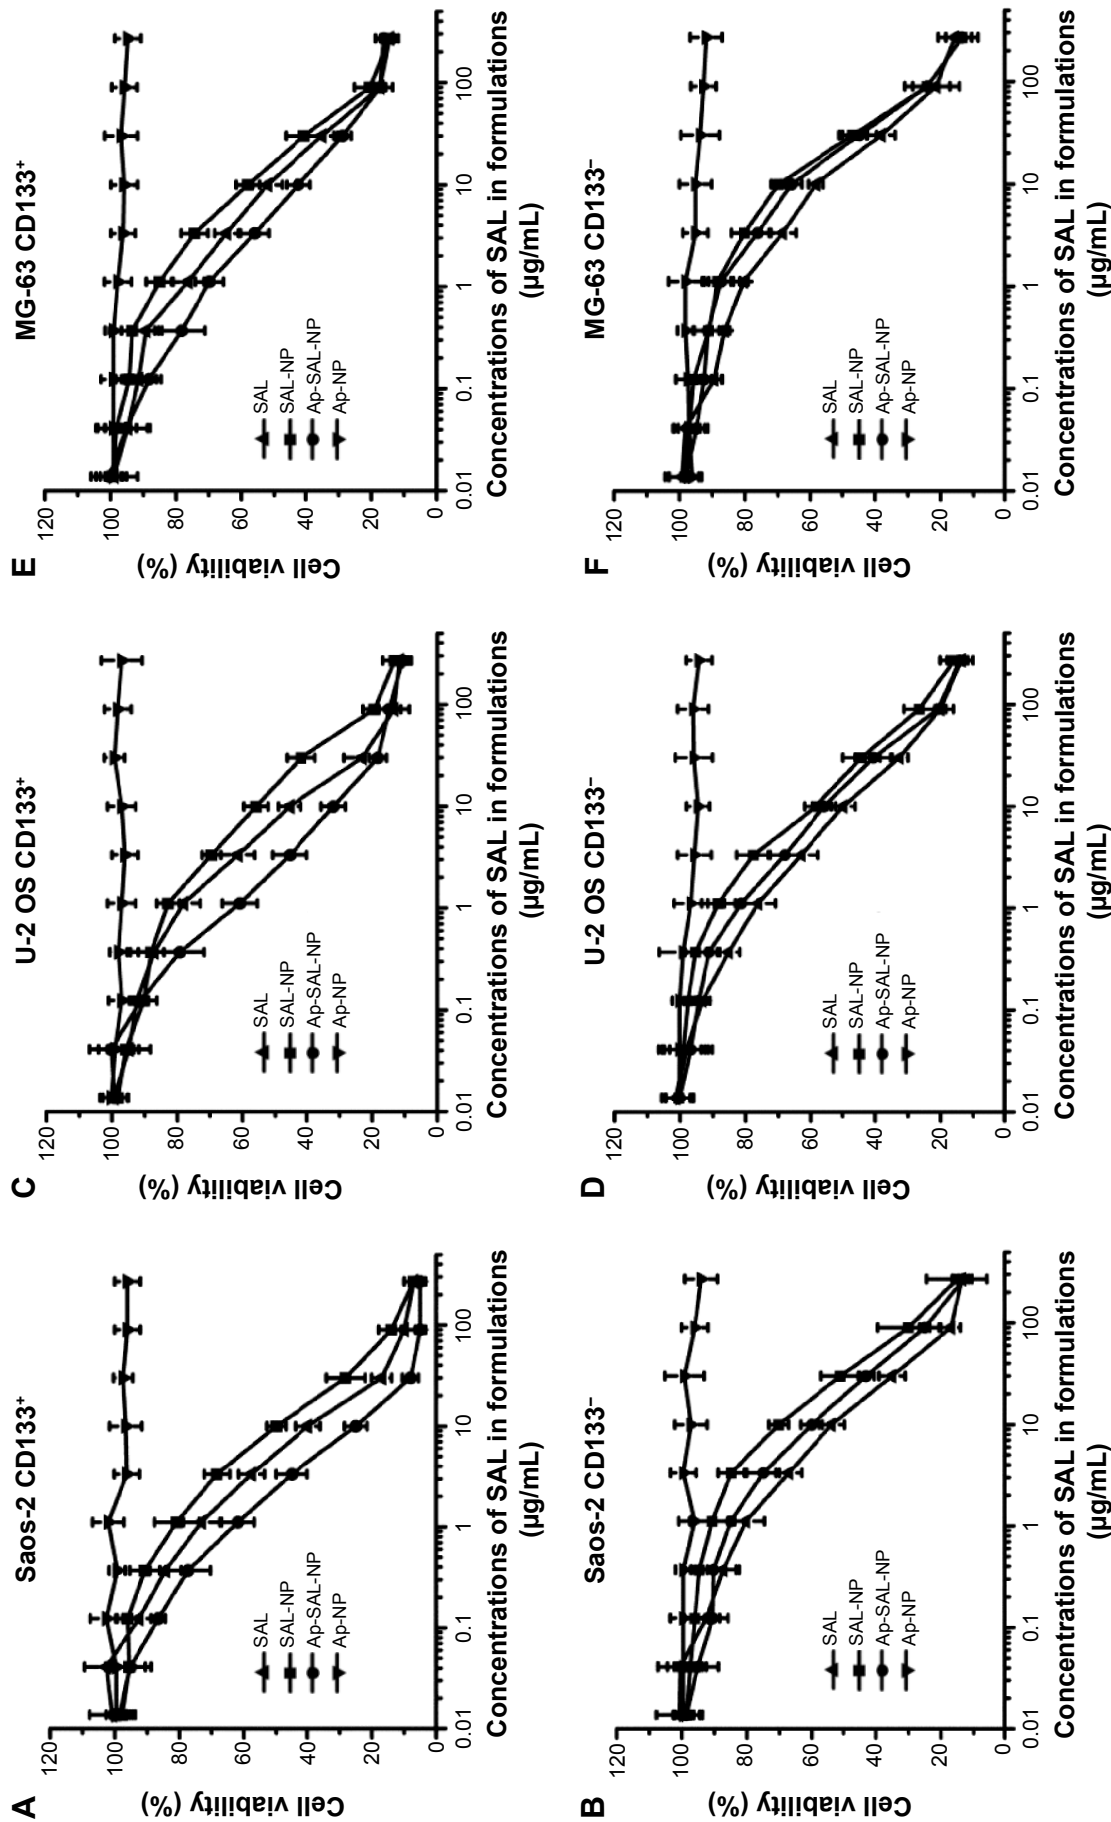 A
Saos-2 CD133⁺
Cell viability (%)
120
100
80
60
40
20
0
SAL
SAL-NP
Ap-SAL-NP
Ap-NP
0.01
0.1
1
10
100
Concentrations of SAL in formulations
(µg/mL)
C
U-2 OS CD133⁺
Cell viability (%)
120
100
80
60
40
20
0
SAL
SAL-NP
Ap-SAL-NP
Ap-NP
0.01
0.1
1
10
100
Concentrations of SAL in formulations
(µg/mL)
E
MG-63 CD133⁺
Cell viability (%)
120
100
80
60
40
20
0
SAL
SAL-NP
Ap-SAL-NP
Ap-NP
0.01
0.1
1
10
100
Concentrations of SAL in formulations
(µg/mL)
B
Saos-2 CD133⁻
Cell viability (%)
120
100
80
60
40
20
0
SAL
SAL-NP
Ap-SAL-NP
Ap-NP
0.01
0.1
1
10
100
Concentrations of SAL in formulations
(µg/mL)
D
U-2 OS CD133⁻
Cell viability (%)
120
100
80
60
40
20
0
SAL
SAL-NP
Ap-SAL-NP
Ap-NP
0.01
0.1
1
10
100
Concentrations of SAL in formulations
(µg/mL)
F
MG-63 CD133⁻
Cell viability (%)
120
100
80
60
40
20
0
SAL
SAL-NP
Ap-SAL-NP
Ap-NP
0.01
0.1
1
10
100
Concentrations of SAL in formulations
(µg/mL)